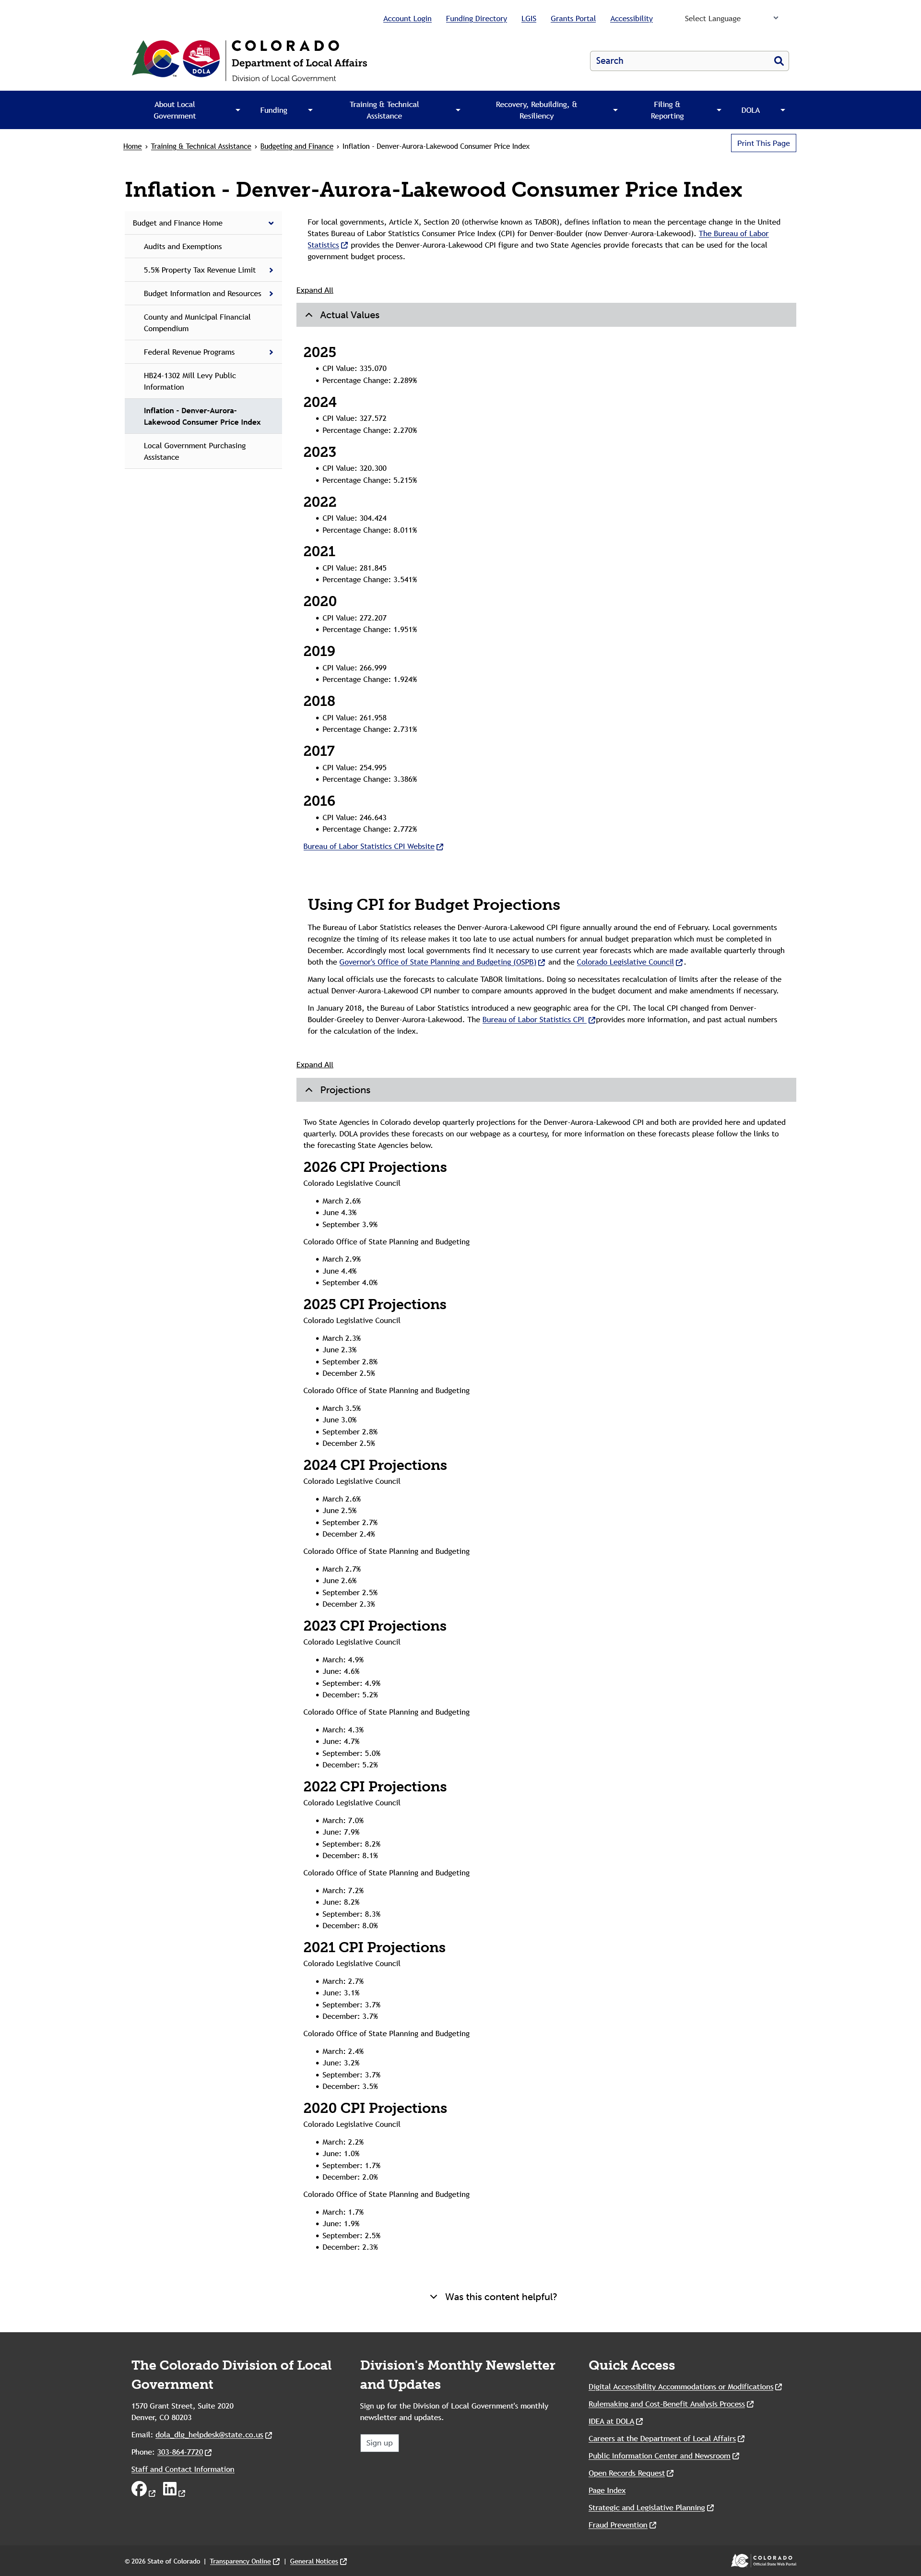 Account Login
Funding Directory
LGIS
Grants Portal
Accessibility
Select Language
COLORADO
Department of Local Affairs
Division of Local Government
DOLA
Search
About Local
Government
Funding
Training & Technical
Assistance
Recovery, Rebuilding, &
Resiliency
Filing &
Reporting
DOLA
Home › Training & Technical Assistance › Budgeting and Finance › Inflation - Denver-Aurora-Lakewood Consumer Price Index
Print This Page
Inflation - Denver-Aurora-Lakewood Consumer Price Index
Budget and Finance Home
Audits and Exemptions
5.5% Property Tax Revenue Limit
Budget Information and Resources
County and Municipal Financial
Compendium
Federal Revenue Programs
HB24-1302 Mill Levy Public
Information
Inflation - Denver-Aurora-
Lakewood Consumer Price Index
Local Government Purchasing
Assistance
For local governments, Article X, Section 20 (otherwise known as TABOR), defines inflation to mean the percentage change in the United
States Bureau of Labor Statistics Consumer Price Index (CPI) for Denver-Boulder (now Denver-Aurora-Lakewood). The Bureau of Labor
Statistics provides the Denver-Aurora-Lakewood CPI figure and two State Agencies provide forecasts that can be used for the local
government budget process.
Expand All
Actual Values
2025
• CPI Value: 335.070
• Percentage Change: 2.289%
2024
• CPI Value: 327.572
• Percentage Change: 2.270%
2023
• CPI Value: 320.300
• Percentage Change: 5.215%
2022
• CPI Value: 304.424
• Percentage Change: 8.011%
2021
• CPI Value: 281.845
• Percentage Change: 3.541%
2020
• CPI Value: 272.207
• Percentage Change: 1.951%
2019
• CPI Value: 266.999
• Percentage Change: 1.924%
2018
• CPI Value: 261.958
• Percentage Change: 2.731%
2017
• CPI Value: 254.995
• Percentage Change: 3.386%
2016
• CPI Value: 246.643
• Percentage Change: 2.772%
Bureau of Labor Statistics CPI Website
Using CPI for Budget Projections
The Bureau of Labor Statistics releases the Denver-Aurora-Lakewood CPI figure annually around the end of February. Local governments
recognize the timing of its release makes it too late to use actual numbers for annual budget preparation which must be completed in
December. Accordingly most local governments find it necessary to use current year forecasts which are made available quarterly through
both the Governor's Office of State Planning and Budgeting (OSPB) and the Colorado Legislative Council.
Many local officials use the forecasts to calculate TABOR limitations. Doing so necessitates recalculation of limits after the release of the
actual Denver-Aurora-Lakewood CPI number to compare amounts approved in the budget document and make amendments if necessary.
In January 2018, the Bureau of Labor Statistics introduced a new geographic area for the CPI. The local CPI changed from Denver-
Boulder-Greeley to Denver-Aurora-Lakewood. The Bureau of Labor Statistics CPI provides more information, and past actual numbers
for the calculation of the index.
Expand All
Projections
Two State Agencies in Colorado develop quarterly projections for the Denver-Aurora-Lakewood CPI and both are provided here and updated
quarterly. DOLA provides these forecasts on our webpage as a courtesy, for more information on these forecasts please follow the links to
the forecasting State Agencies below.
2026 CPI Projections
Colorado Legislative Council
• March 2.6%
• June 4.3%
• September 3.9%
Colorado Office of State Planning and Budgeting
• March 2.9%
• June 4.4%
• September 4.0%
2025 CPI Projections
Colorado Legislative Council
• March 2.3%
• June 2.3%
• September 2.8%
• December 2.5%
Colorado Office of State Planning and Budgeting
• March 3.5%
• June 3.0%
• September 2.8%
• December 2.5%
2024 CPI Projections
Colorado Legislative Council
• March 2.6%
• June 2.5%
• September 2.7%
• December 2.4%
Colorado Office of State Planning and Budgeting
• March 2.7%
• June 2.6%
• September 2.5%
• December 2.3%
2023 CPI Projections
Colorado Legislative Council
• March: 4.9%
• June: 4.6%
• September: 4.9%
• December: 5.2%
Colorado Office of State Planning and Budgeting
• March: 4.3%
• June: 4.7%
• September: 5.0%
• December: 5.2%
2022 CPI Projections
Colorado Legislative Council
• March: 7.0%
• June: 7.9%
• September: 8.2%
• December: 8.1%
Colorado Office of State Planning and Budgeting
• March: 7.2%
• June: 8.2%
• September: 8.3%
• December: 8.0%
2021 CPI Projections
Colorado Legislative Council
• March: 2.7%
• June: 3.1%
• September: 3.7%
• December: 3.7%
Colorado Office of State Planning and Budgeting
• March: 2.4%
• June: 3.2%
• September: 3.7%
• December: 3.5%
2020 CPI Projections
Colorado Legislative Council
• March: 2.2%
• June: 1.0%
• September: 1.7%
• December: 2.0%
Colorado Office of State Planning and Budgeting
• March: 1.7%
• June: 1.9%
• September: 2.5%
• December: 2.3%
Was this content helpful?
The Colorado Division of Local
Government
1570 Grant Street, Suite 2020
Denver, CO 80203
Email: dola_dlg_helpdesk@state.co.us
Phone: 303-864-7720
Staff and Contact Information
Division's Monthly Newsletter
and Updates
Sign up for the Division of Local Government's monthly
newsletter and updates.
Sign up
Quick Access
Digital Accessibility Accommodations or Modifications
Rulemaking and Cost-Benefit Analysis Process
IDEA at DOLA
Careers at the Department of Local Affairs
Public Information Center and Newsroom
Open Records Request
Page Index
Strategic and Legislative Planning
Fraud Prevention
© 2026 State of Colorado | Transparency Online | General Notices
COLORADO
Official State Web Portal